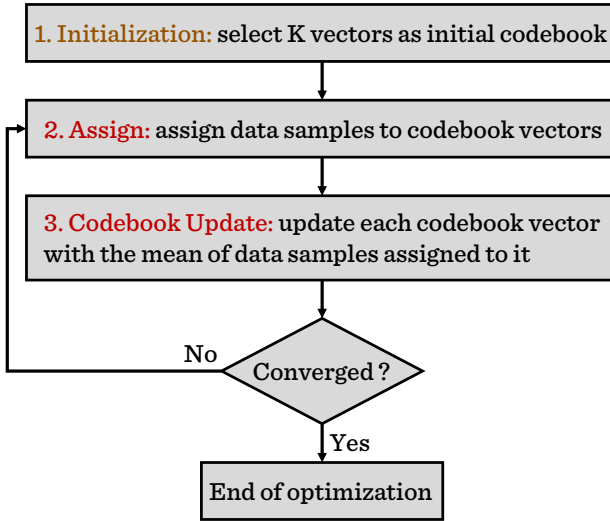 1. Initialization: select K vectors as initial codebook
2. Assign: assign data samples to codebook vectors
3. Codebook Update: update each codebook vector
with the mean of data samples assigned to it
No
Converged ?
Yes
End of optimization